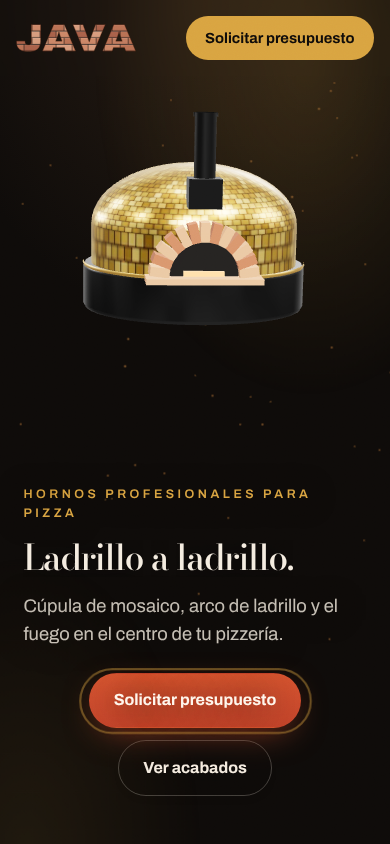 JAVA
Solicitar presupuesto
HORNOS PROFESIONALES PARA
PIZZA
Ladrillo a ladrillo.
Cúpula de mosaico, arco de ladrillo y el
fuego en el centro de tu pizzería.
Solicitar presupuesto
Ver acabados